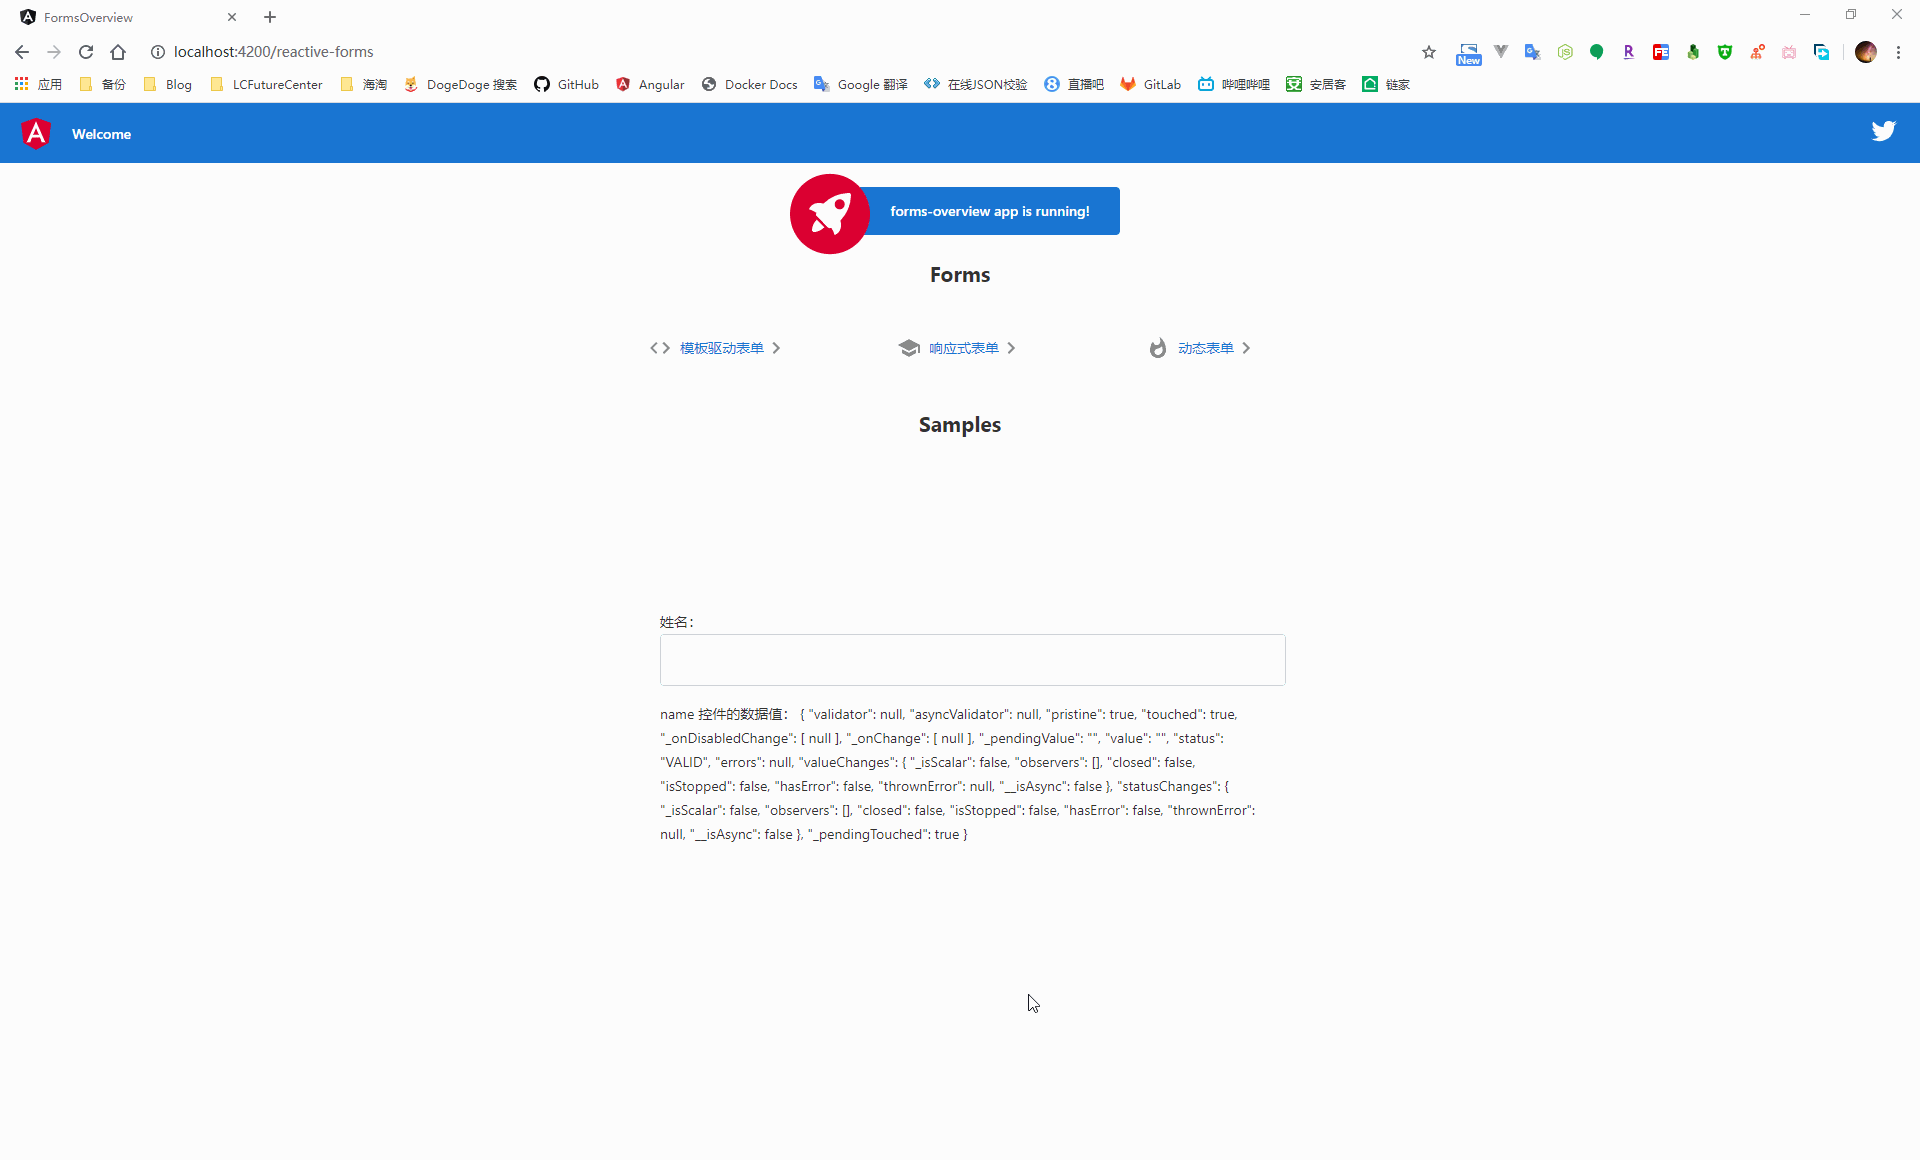 FormsOverview
localhost:4200/reactive-forms
New
应用 备份 Blog LCFutureCenter 海淘 DogeDoge 搜索 GitHub Angular Docker Docs Google 翻译 在线JSON校验 直播吧 GitLab 哔哩哔哩 安居客 链家
Welcome
forms-overview app is running!
Forms
模板驱动表单 响应式表单 动态表单
Samples
姓名：
name 控件的数据值： { "validator": null, "asyncValidator": null, "pristine": true, "touched": true,
"_onDisabledChange": [ null ], "_onChange": [ null ], "_pendingValue": "", "value": "", "status":
"VALID", "errors": null, "valueChanges": { "_isScalar": false, "observers": [], "closed": false,
"isStopped": false, "hasError": false, "thrownError": null, "__isAsync": false }, "statusChanges": {
"_isScalar": false, "observers": [], "closed": false, "isStopped": false, "hasError": false, "thrownError":
null, "__isAsync": false }, "_pendingTouched": true }